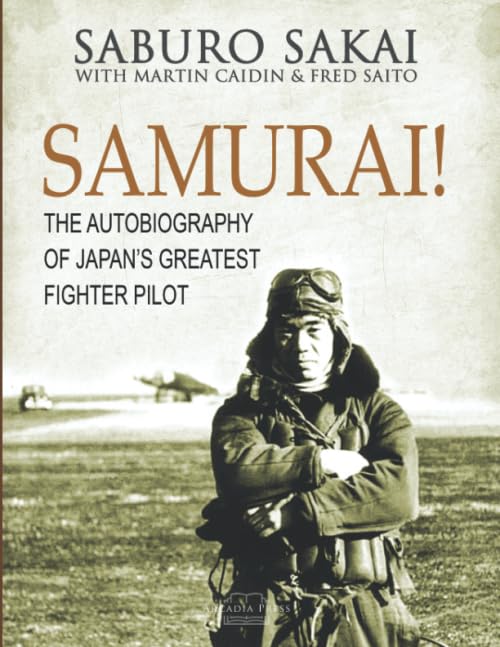 SABURO SAKAI
WITH MARTIN CAIDIN & FRED SAITO
SAMURAI!
THE AUTOBIOGRAPHY
OF JAPAN'S GREATEST
FIGHTER PILOT
ARCADIA PRESS